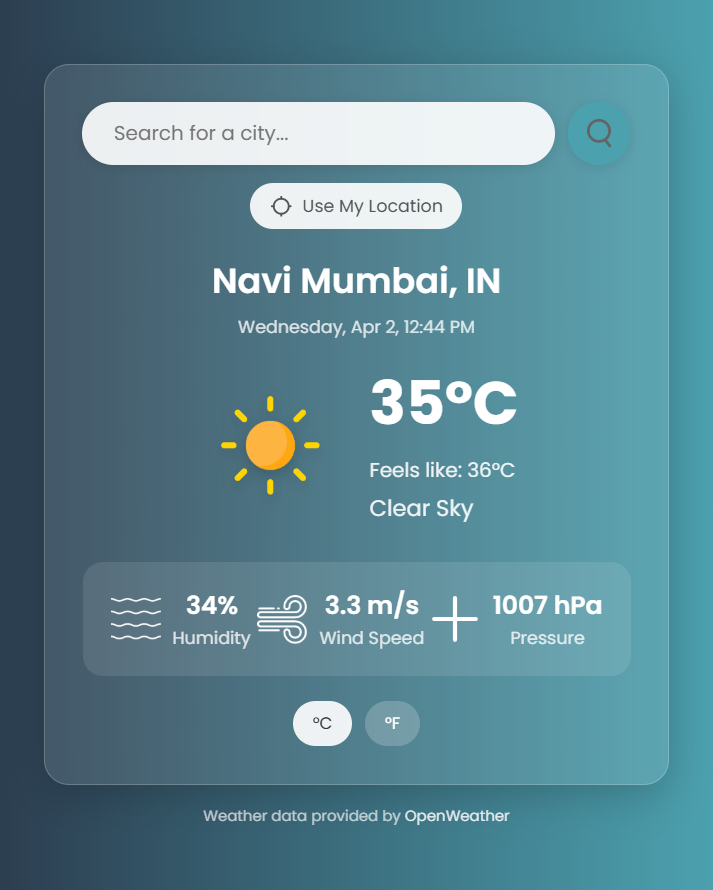 Search for a city...
Use My Location
Navi Mumbai, IN
Wednesday, Apr 2, 12:44 PM
35°C
Feels like: 36°C
Clear Sky
34% 3.3 m/s 1007 hPa
Humidity Wind Speed Pressure
°C °F
Weather data provided by OpenWeather